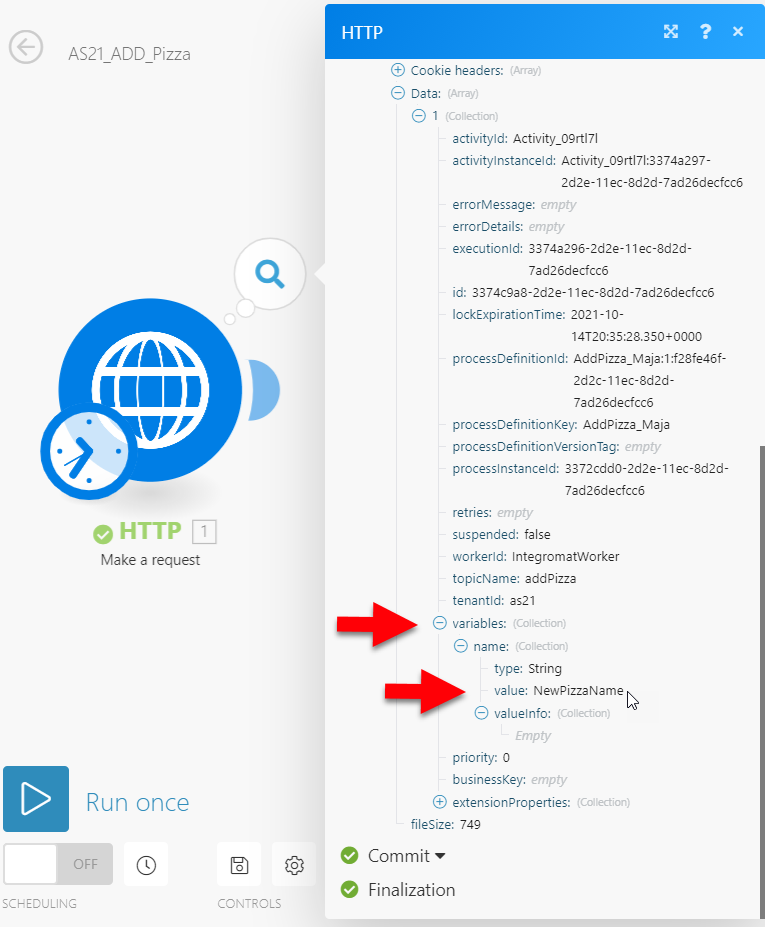 AS21_ADD_Pizza
HTTP
Cookie headers: (Array)
Data: (Array)
1 (Collection)
activityId: Activity_09rtl7l
activityInstanceId: Activity_09rtl7l:3374a297-
2d2e-11ec-8d2d-7ad26decfcc6
errorMessage: empty
errorDetails: empty
executionId: 3374a296-2d2e-11ec-8d2d-
7ad26decfcc6
id: 3374c9a8-2d2e-11ec-8d2d-7ad26decfcc6
lockExpirationTime: 2021-10-
14T20:35:28.350+0000
processDefinitionId: AddPizza_Maja:1:f28fe46f-
2d2c-11ec-8d2d-
7ad26decfcc6
processDefinitionKey: AddPizza_Maja
processDefinitionVersionTag: empty
processInstanceId: 3372cdd0-2d2e-11ec-8d2d-
7ad26decfcc6
retries: empty
suspended: false
workerId: IntegromatWorker
topicName: addPizza
tenantId: as21
variables: (Collection)
name: (Collection)
type: String
value: NewPizzaName
valueInfo: (Collection)
Empty
priority: 0
businessKey: empty
extensionProperties: (Collection)
fileSize: 749
Commit
Finalization
HTTP 1
Make a request
Run once
OFF
SCHEDULING
CONTROLS